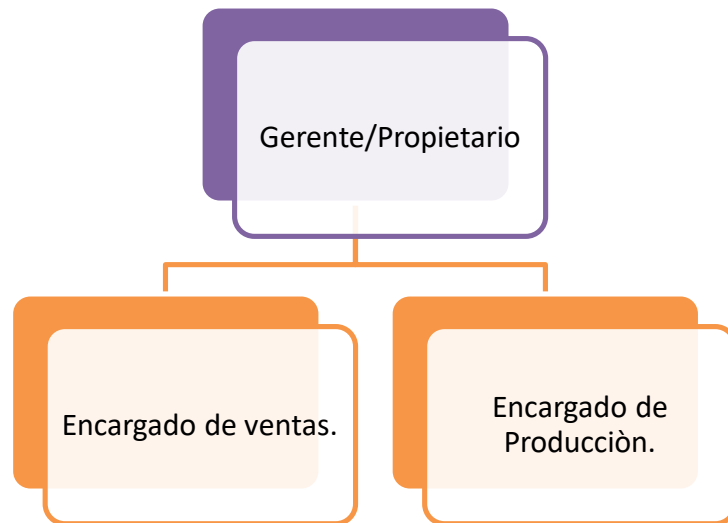 Gerente/Propietario
Encargado de ventas.
Encargado de
Producciòn.